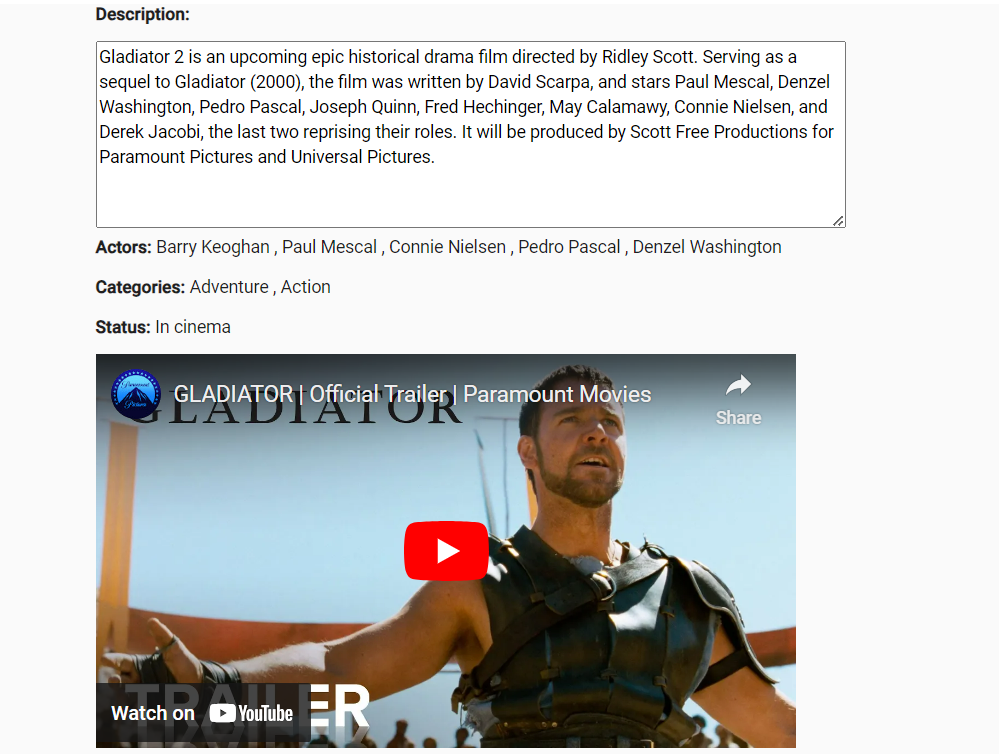 Description:
Gladiator 2 is an upcoming epic historical drama film directed by Ridley Scott. Serving as a
sequel to Gladiator (2000), the film was written by David Scarpa, and stars Paul Mescal, Denzel
Washington, Pedro Pascal, Joseph Quinn, Fred Hechinger, May Calamawy, Connie Nielsen, and
Derek Jacobi, the last two reprising their roles. It will be produced by Scott Free Productions for
Paramount Pictures and Universal Pictures.
Actors: Barry Keoghan , Paul Mescal , Connie Nielsen , Pedro Pascal , Denzel Washington
Categories: Adventure , Action
Status: In cinema
GLADIATOR | Official Trailer | Paramount Movies
GLADIATOR
Share
TRAILER
Watch on YouTube